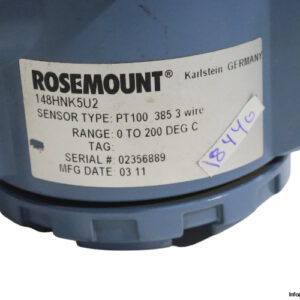 ROSEMOUNT® Karlstein GERMANY
148HNK5U2
SENSOR TYPE: PT100 385 3 wire
RANGE: 0 TO 200 DEG C
TAG:
SERIAL #: 02356889
MFG DATE: 03 11
18440